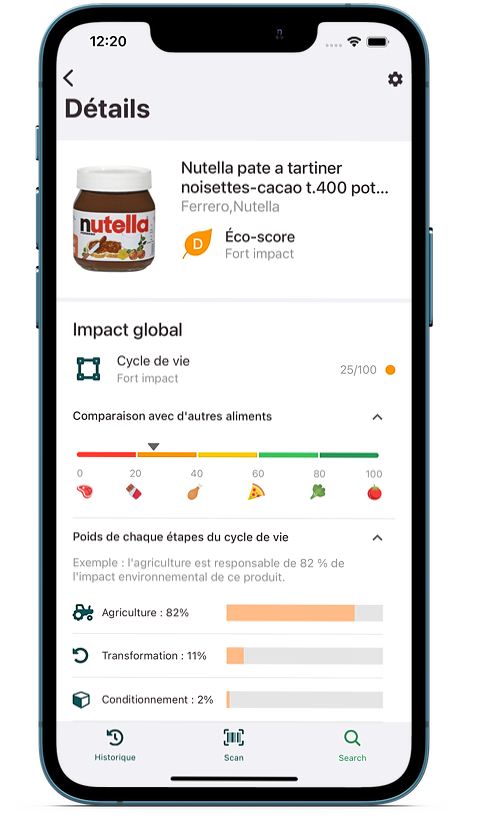 12:20
Détails
Nutella pate a tartiner
noisettes-cacao t.400 pot...
Ferrero,Nutella
nutella
D
Éco-score
Fort impact
Impact global
Cycle de vie
Fort impact
25/100
Comparaison avec d'autres aliments
0 20 40 60 80 100
Poids de chaque étapes du cycle de vie
Exemple : l'agriculture est responsable de 82 % de
l'impact environnemental de ce produit.
Agriculture : 82%
Transformation : 11%
Conditionnement : 2%
Historique Scan Search